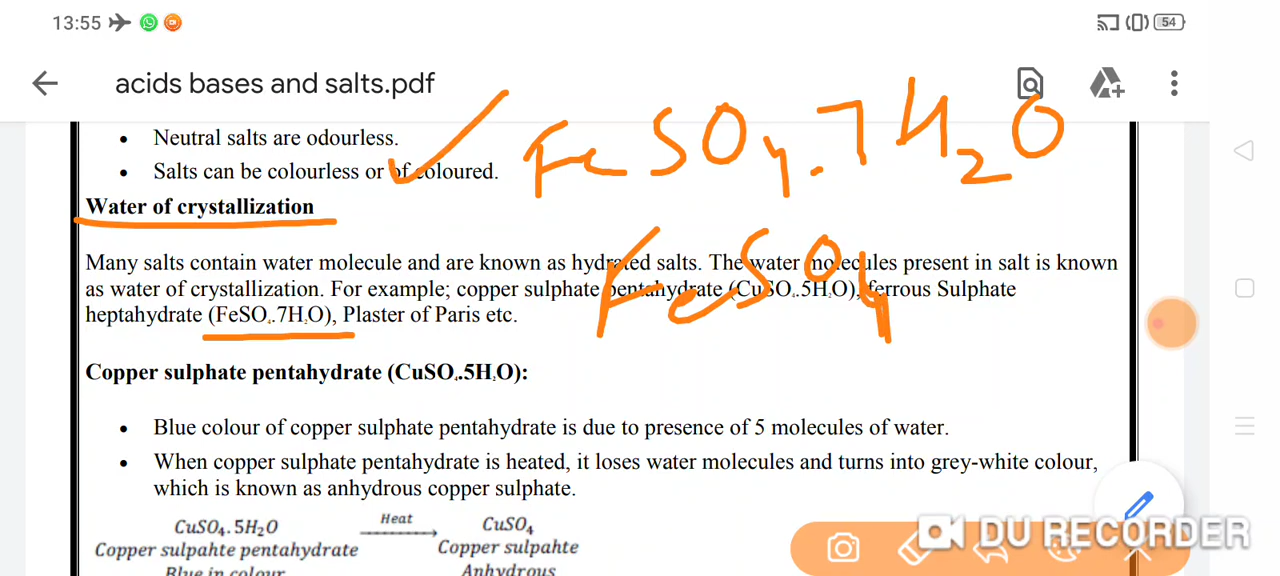 13:55 54
acids bases and salts.pdf
• Neutral salts are odourless.
FeSO4.7H2O
• Salts can be colourless or of coloured.
Water of crystallization
FeSO4
Many salts contain water molecule and are known as hydrated salts. The water molecules present in salt is known
as water of crystallization. For example; copper sulphate pentahydrate (CuSO4.5H2O), ferrous Sulphate
heptahydrate (FeSO4.7H2O), Plaster of Paris etc.
Copper sulphate pentahydrate (CuSO4.5H2O):
• Blue colour of copper sulphate pentahydrate is due to presence of 5 molecules of water.
• When copper sulphate pentahydrate is heated, it loses water molecules and turns into grey-white colour,
which is known as anhydrous copper sulphate.
CuSO4.5H2O Heat CuSO4
Copper sulpahte pentahydrate Copper sulpahte
Blue in colour Anhydrous
DU RECORDER